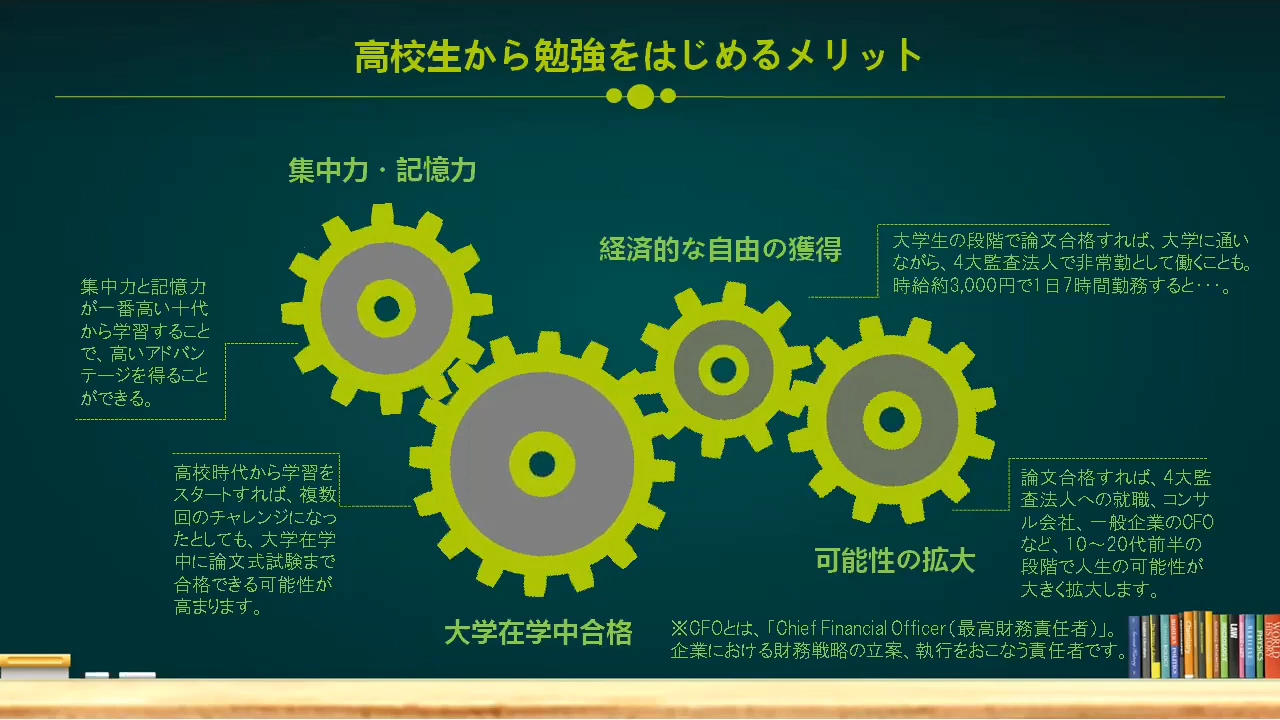 高校生から勉強をはじめるメリット
集中力・記憶力
集中力と記憶力
が一番高い十代
から学習すること
で、高いアドバン
テージを得ること
ができる。
経済的な自由の獲得
大学生の段階で論文合格すれば、大学に通い
ながら、4大監査法人で非常勤として働くことも。
時給約3,000円で1日7時間勤務すると・・・。
高校時代から学習を
スタートすれば、複数
回のチャレンジになっ
たとしても、大学在学
中に論文式試験まで
合格できる可能性が
高まります。
大学在学中合格
可能性の拡大
論文合格すれば、4大監
査法人への就職、コンサ
ル会社、一般企業のCFO
など、10～20代前半の
段階で人生の可能性が
大きく拡大します。
※CFOとは、「Chief Financial Officer（最高財務責任者）」。
企業における財務戦略の立案、執行をおこなう責任者です。
LAW
PHYSICS
WORLD HISTORY